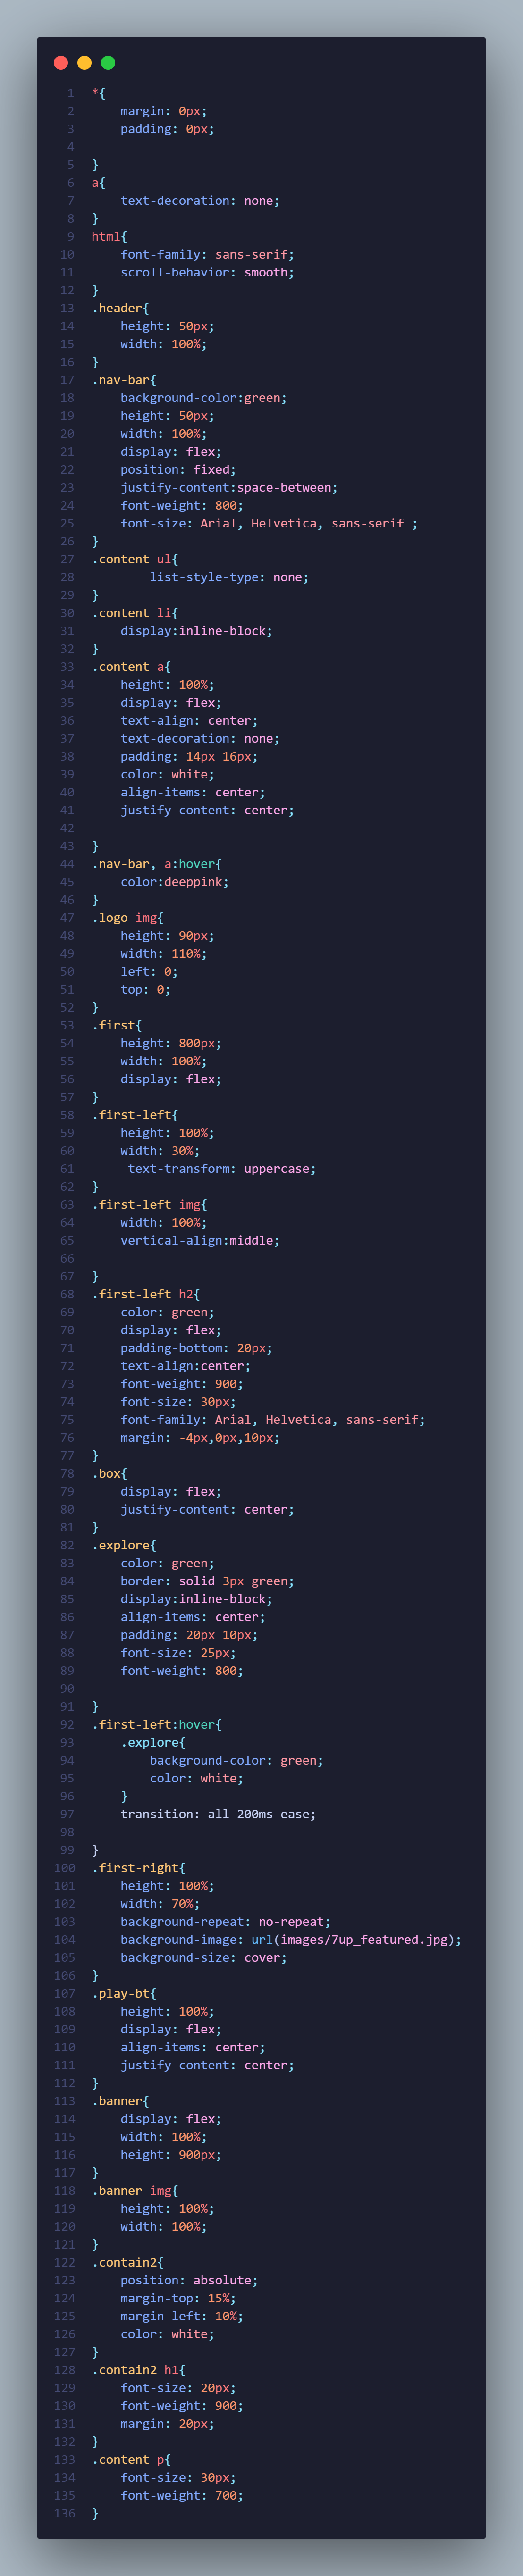 1 *{
2     margin: 0px;
3     padding: 0px;
4
5 }
6 a{
7     text-decoration: none;
8 }
9 html{
10     font-family: sans-serif;
11     scroll-behavior: smooth;
12 }
13 .header{
14     height: 50px;
15     width: 100%;
16 }
17 .nav-bar{
18     background-color:green;
19     height: 50px;
20     width: 100%;
21     display: flex;
22     position: fixed;
23     justify-content:space-between;
24     font-weight: 800;
25     font-size: Arial, Helvetica, sans-serif ;
26 }
27 .content ul{
28         list-style-type: none;
29 }
30 .content li{
31     display:inline-block;
32 }
33 .content a{
34     height: 100%;
35     display: flex;
36     text-align: center;
37     text-decoration: none;
38     padding: 14px 16px;
39     color: white;
40     align-items: center;
41     justify-content: center;
42
43 }
44 .nav-bar, a:hover{
45     color:deeppink;
46 }
47 .logo img{
48     height: 90px;
49     width: 110%;
50     left: 0;
51     top: 0;
52 }
53 .first{
54     height: 800px;
55     width: 100%;
56     display: flex;
57 }
58 .first-left{
59     height: 100%;
60     width: 30%;
61      text-transform: uppercase;
62 }
63 .first-left img{
64     width: 100%;
65     vertical-align:middle;
66
67 }
68 .first-left h2{
69     color: green;
70     display: flex;
71     padding-bottom: 20px;
72     text-align:center;
73     font-weight: 900;
74     font-size: 30px;
75     font-family: Arial, Helvetica, sans-serif;
76     margin: -4px,0px,10px;
77 }
78 .box{
79     display: flex;
80     justify-content: center;
81 }
82 .explore{
83     color: green;
84     border: solid 3px green;
85     display:inline-block;
86     align-items: center;
87     padding: 20px 10px;
88     font-size: 25px;
89     font-weight: 800;
90
91 }
92 .first-left:hover{
93     .explore{
94         background-color: green;
95         color: white;
96     }
97     transition: all 200ms ease;
98
99 }
100 .first-right{
101     height: 100%;
102     width: 70%;
103     background-repeat: no-repeat;
104     background-image: url(images/7up_featured.jpg);
105     background-size: cover;
106 }
107 .play-bt{
108     height: 100%;
109     display: flex;
110     align-items: center;
111     justify-content: center;
112 }
113 .banner{
114     display: flex;
115     width: 100%;
116     height: 900px;
117 }
118 .banner img{
119     height: 100%;
120     width: 100%;
121 }
122 .contain2{
123     position: absolute;
124     margin-top: 15%;
125     margin-left: 10%;
126     color: white;
127 }
128 .contain2 h1{
129     font-size: 20px;
130     font-weight: 900;
131     margin: 20px;
132 }
133 .content p{
134     font-size: 30px;
135     font-weight: 700;
136 }